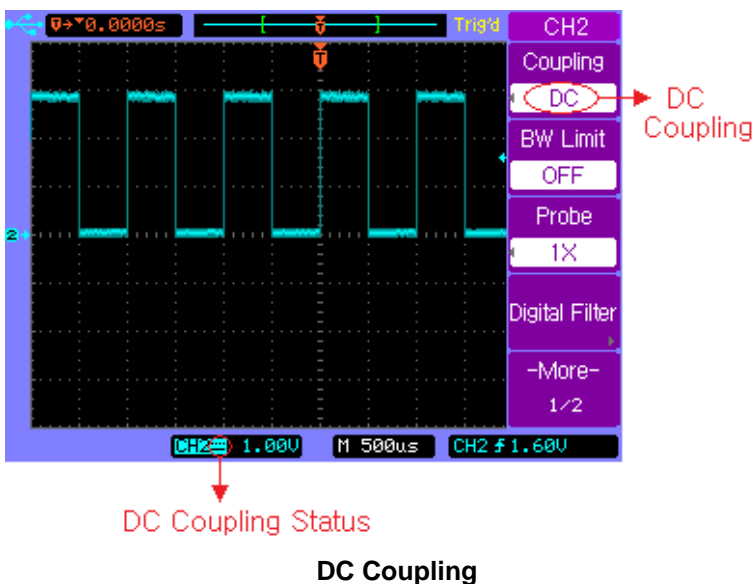 0.0000s
T
Trig'd
CH2
T
Coupling
DC
DC
Coupling
BW Limit
OFF
Probe
2
1X
Digital Filter
-More-
1/2
CH2 1.00V
M 500us
CH2 1.60V
DC Coupling Status
DC Coupling